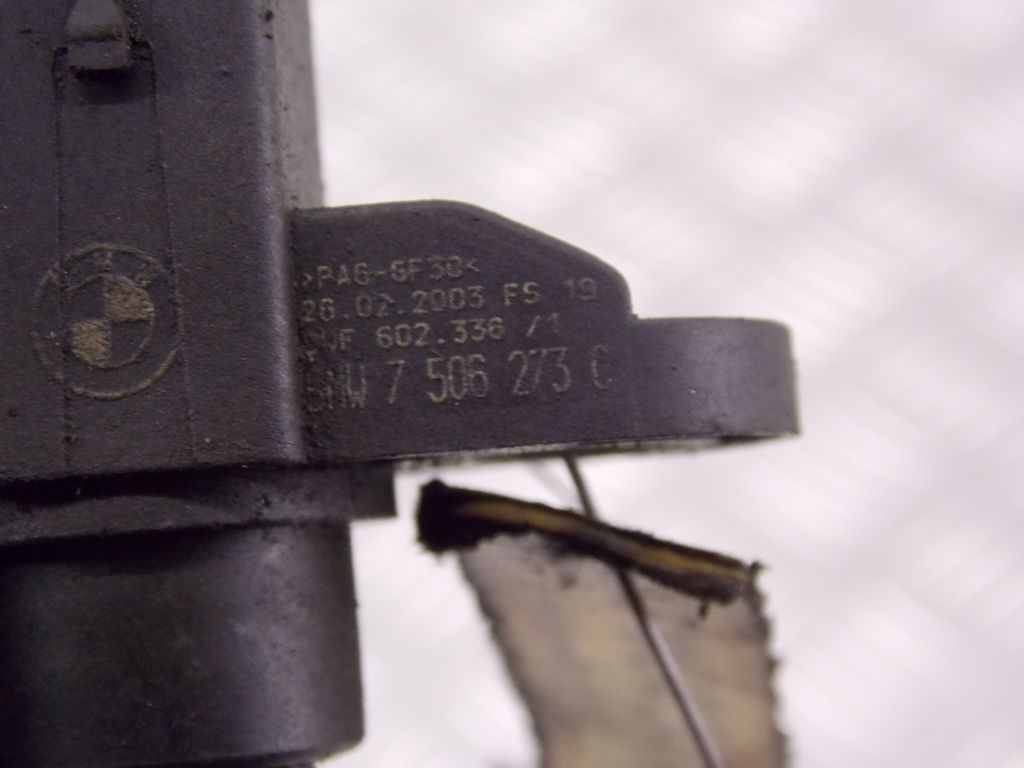 >PA6-GF30<
26.02.2003 FS 19
602.336 /1
BMW 7 506 273 C